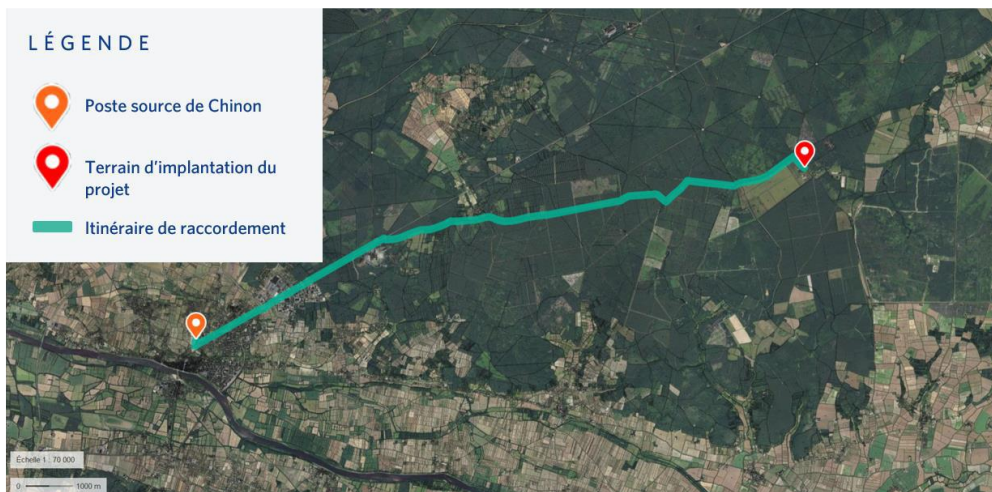 LÉGENDE
Poste source de Chinon
Terrain d'implantation du
projet
Itinéraire de raccordement
Échelle 1 : 70 000
0 1000 m